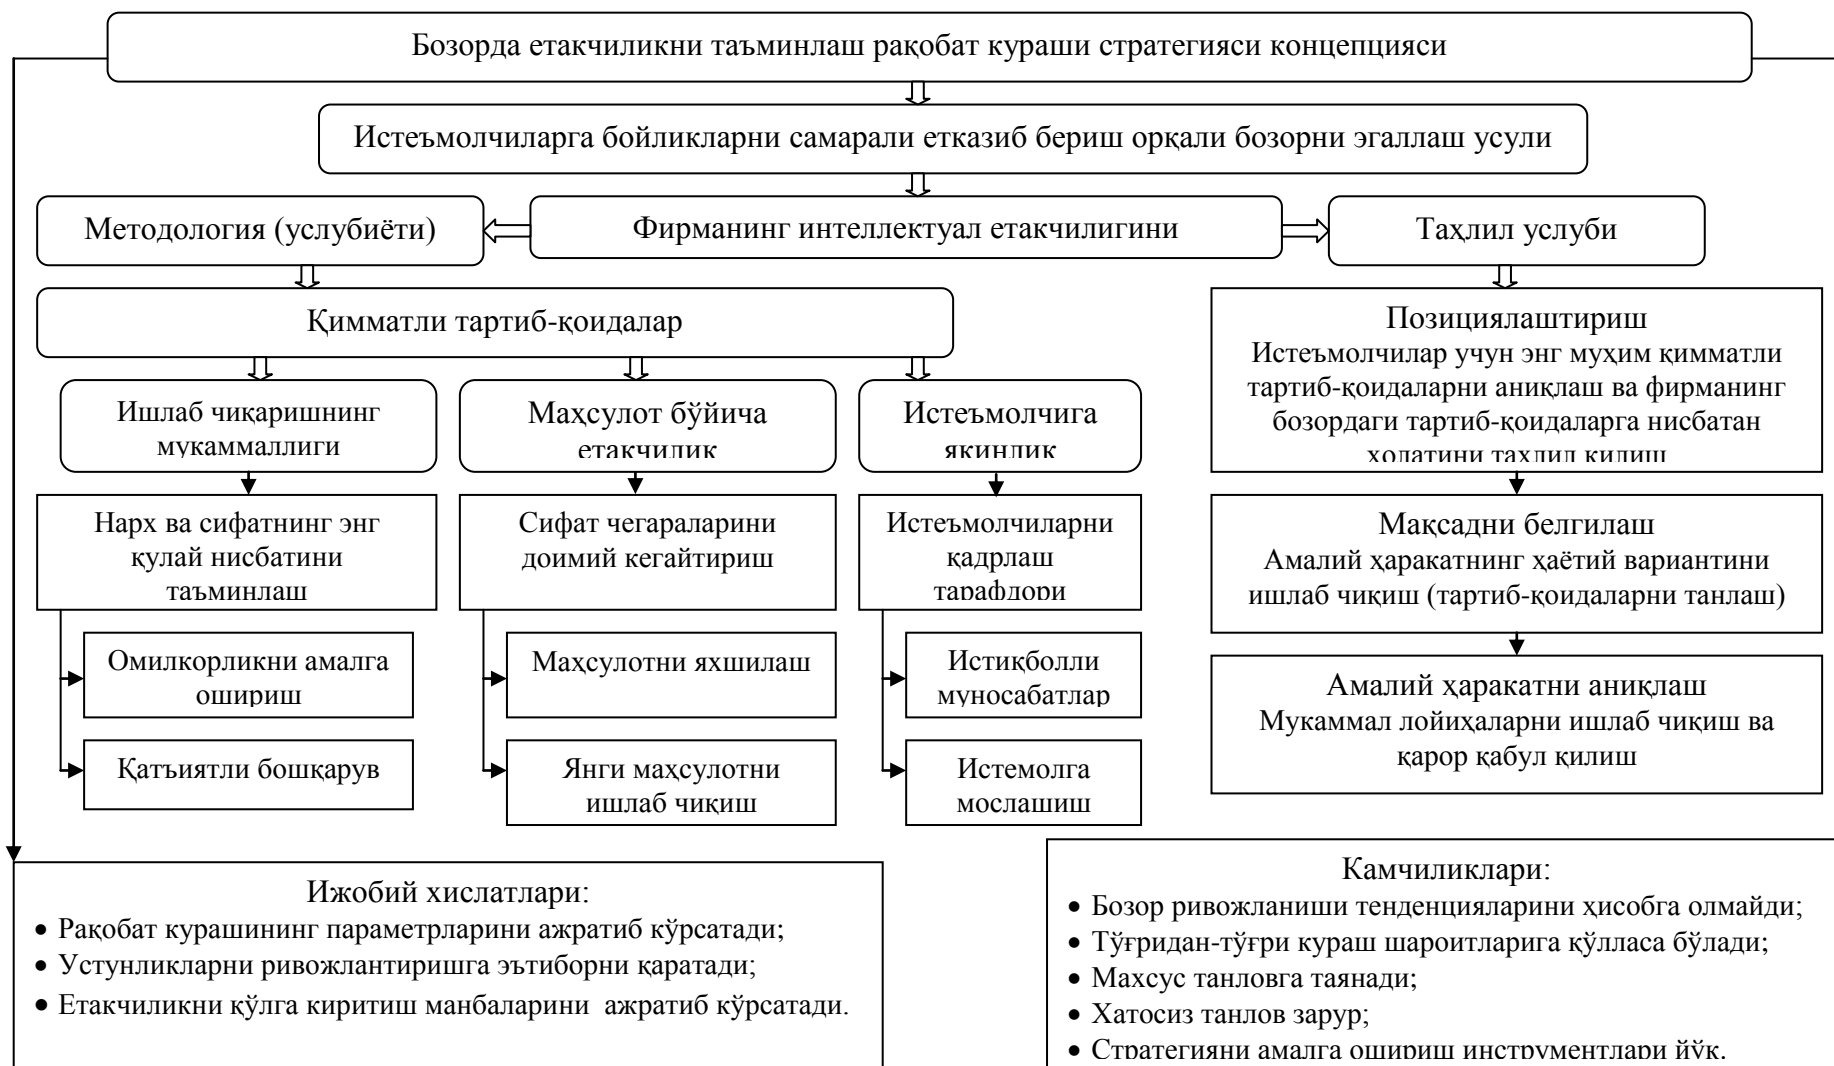 Бозорда етакчиликни таъминлаш рақобат кураши стратегияси концепцияси
Истеъмолчиларга бойликларни самарали етказиб бериш орқали бозорни эгаллаш усули
Методология (услубиёти)
Фирманинг интеллектуал етакчилигини
Таҳлил услуби
Қимматли тартиб-қоидалар
Ишлаб чиқаришнинг
мукаммаллиги
Маҳсулот бўйича
етакчилик
Истеъмолчига
яқинлик
Нарх ва сифатнинг энг
қулай нисбатини
таъминлаш
Сифат чегараларини
доимий кегайтириш
Истеъмолчиларни
қадрлаш
тарафдори
Омилкорликни амалга
ошириш
Маҳсулотни яхшилаш
Истиқболли
муносабатлар
Қатъиятли бошқарув
Янги маҳсулотни
ишлаб чиқиш
Истемолга
мослашиш
Позициялаштириш
Истеъмолчилар учун энг муҳим қимматли
тартиб-қоидаларни аниқлаш ва фирманинг
бозордаги тартиб-қоидаларга нисбатан
ҳолатини таҳлил қилиш
Мақсадни белгилаш
Амалий ҳаракатнинг ҳаётий вариантини
ишлаб чиқиш (тартиб-қоидаларни танлаш)
Амалий ҳаракатни аниқлаш
Мукаммал лойиҳаларни ишлаб чиқиш ва
қарор қабул қилиш
Ижобий хислатлари:
• Рақобат курашининг параметрларини ажратиб кўрсатади;
• Устунликларни ривожлантиришга эътиборни қаратади;
• Етакчиликни қўлга киритиш манбаларини ажратиб кўрсатади.
Камчиликлари:
• Бозор ривожланиши тенденцияларини ҳисобга олмайди;
• Тўғридан-тўғри кураш шароитларига қўлласа бўлади;
• Махсус танловга таянади;
• Хатосиз танлов зарур;
• Стратегияни амалга ошириш инструментлари йўқ.